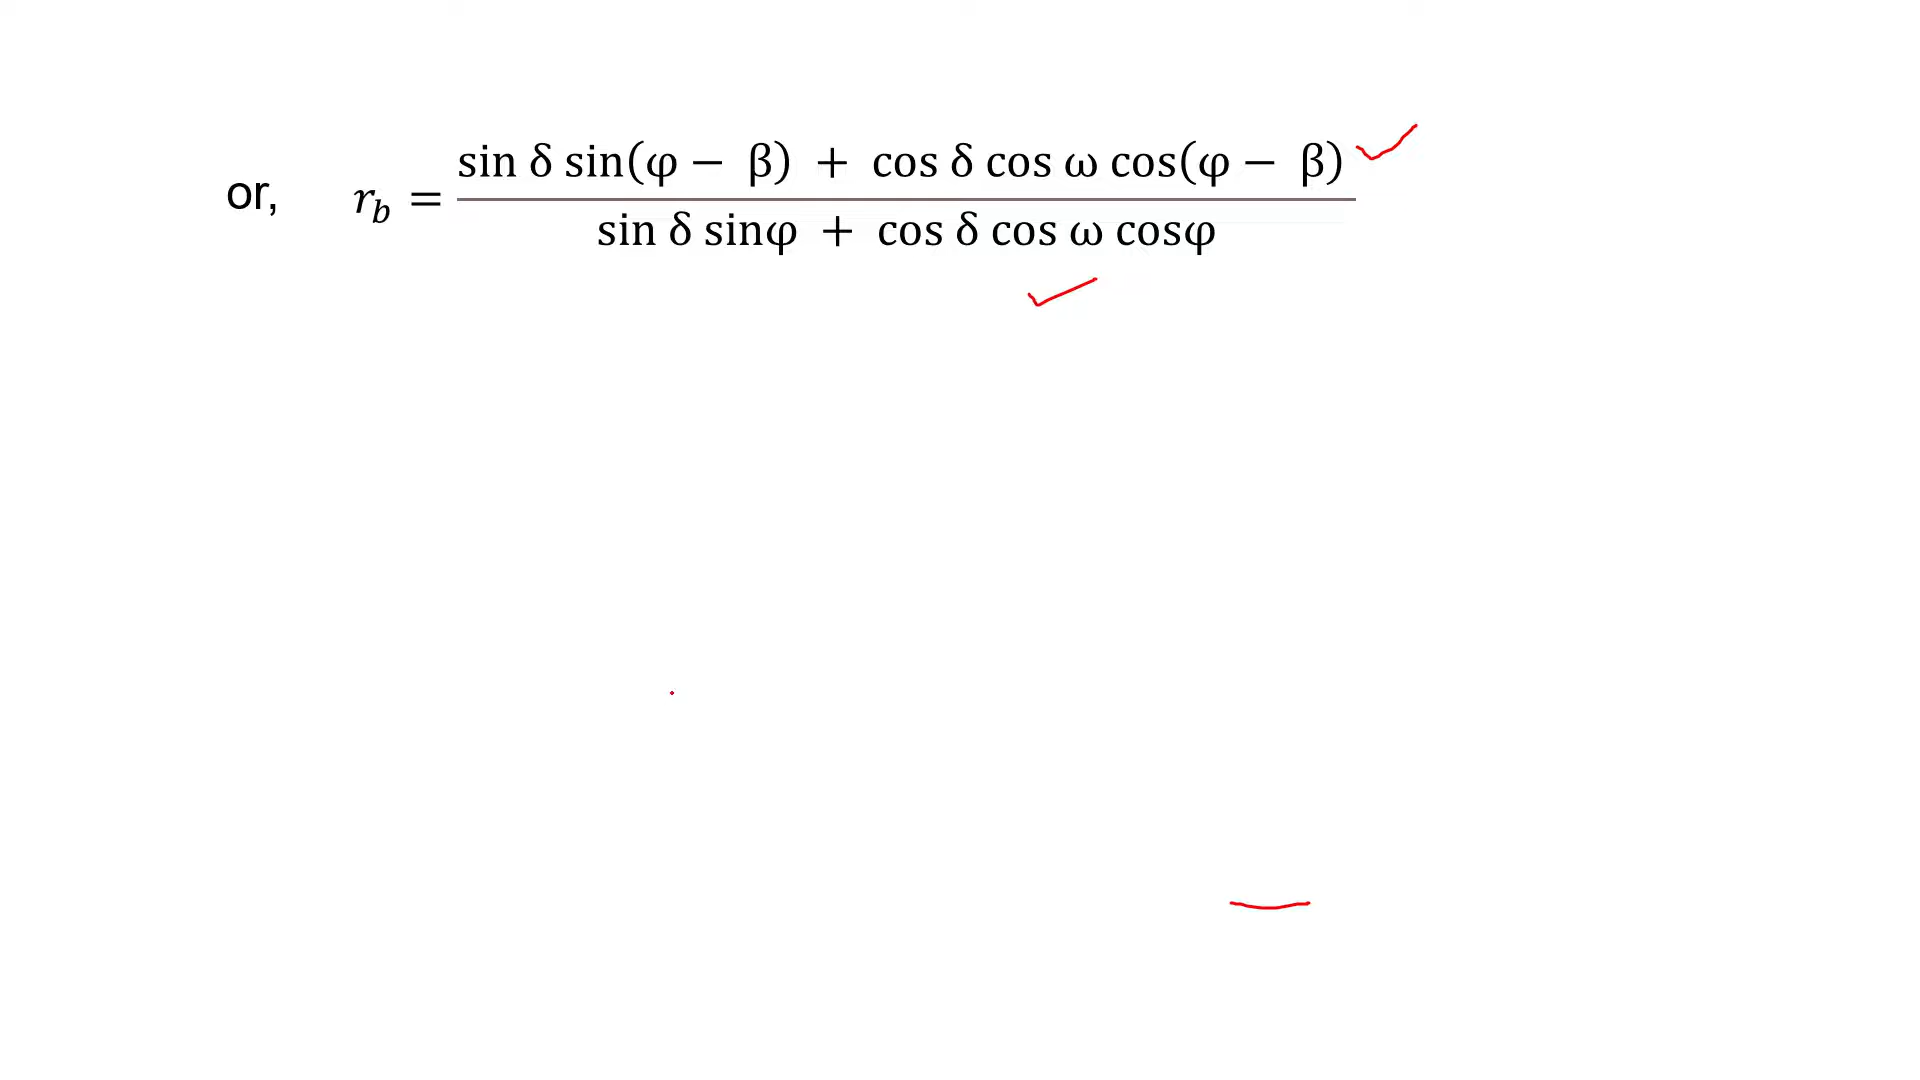 or, r_b = (sin δ sin(φ − β) + cos δ cos ω cos(φ − β)) / (sin δ sinφ + cos δ cos ω cosφ)